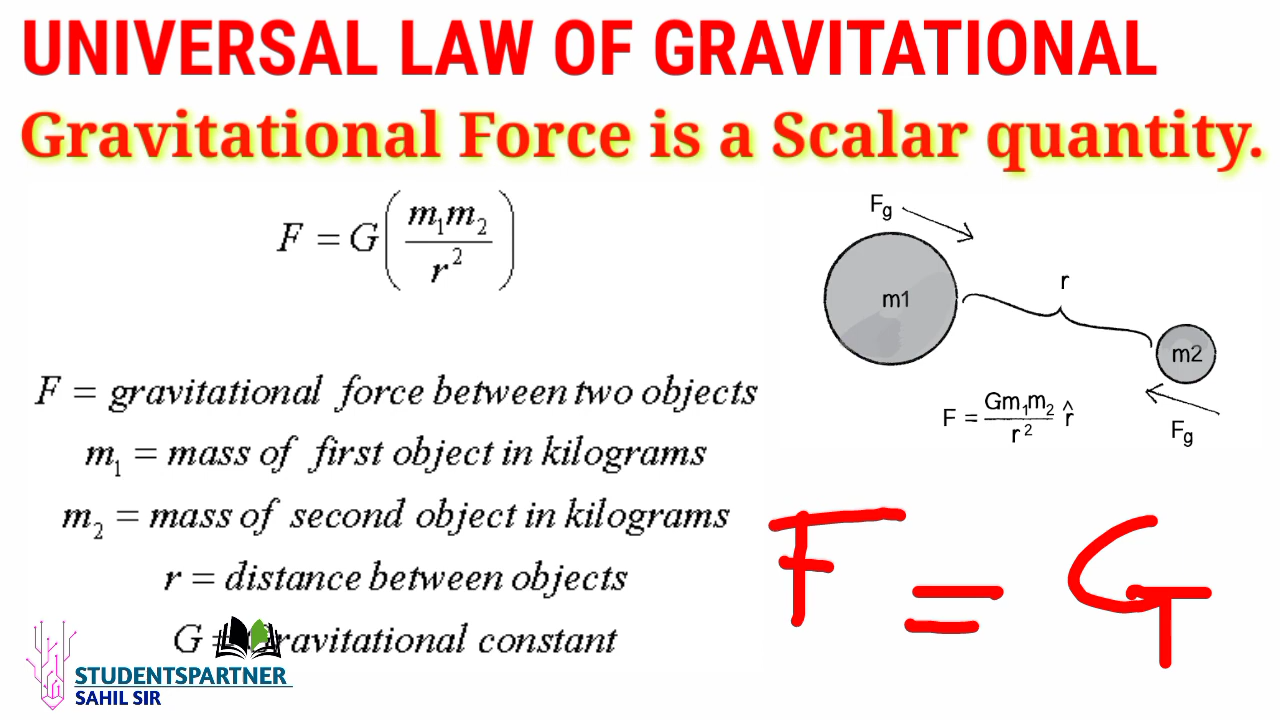 UNIVERSAL LAW OF GRAVITATIONAL
Gravitational Force is a Scalar quantity.
F = G(m₁m₂/r²)
F = gravitational force between two objects
m₁ = mass of first object in kilograms
m₂ = mass of second object in kilograms
r = distance between objects
G = Gravitational constant
Fg
m1
r
m2
F = Gm₁m₂/r² r̂
Fg
F = G
STUDENTSPARTNER
SAHIL SIR